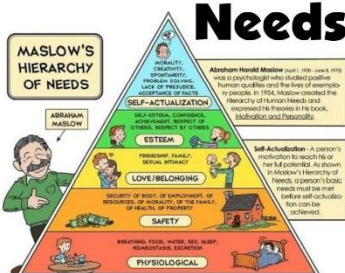 Needs
MASLOW'S
HIERARCHY
OF NEEDS
ABRAHAM
MASLOW
MORALITY,
CREATIVITY,
SPONTANEITY,
PROBLEM SOLVING,
LACK OF PREJUDICE,
ACCEPTANCE OF FACTS
SELF-ACTUALIZATION
SELF-ESTEEM, CONFIDENCE,
ACHIEVEMENT, RESPECT OF
OTHERS, RESPECT BY OTHERS
ESTEEM
FRIENDSHIP, FAMILY,
SEXUAL INTIMACY
LOVE/BELONGING
SECURITY OF BODY, OF EMPLOYMENT, OF
RESOURCES, OF MORALITY, OF THE FAMILY,
OF HEALTH, OF PROPERTY
SAFETY
BREATHING, FOOD, WATER, SEX, SLEEP,
HOMEOSTASIS, EXCRETION
PHYSIOLOGICAL
Abraham Harold Maslow
was a psychologist who studied positive
human qualities and the lives of exemplo-
ry people. In 1954, Maslow created the
Hierarchy of Human Needs and
expressed his theories in his book,
Motivation and Personality.
Self-Actualization - A person's
motivation to reach his or
her full potential. As shown
in Maslow's Hierarchy of
Needs, a person's basic
needs must be met
before self-actualiza-
tion can be
achieved.